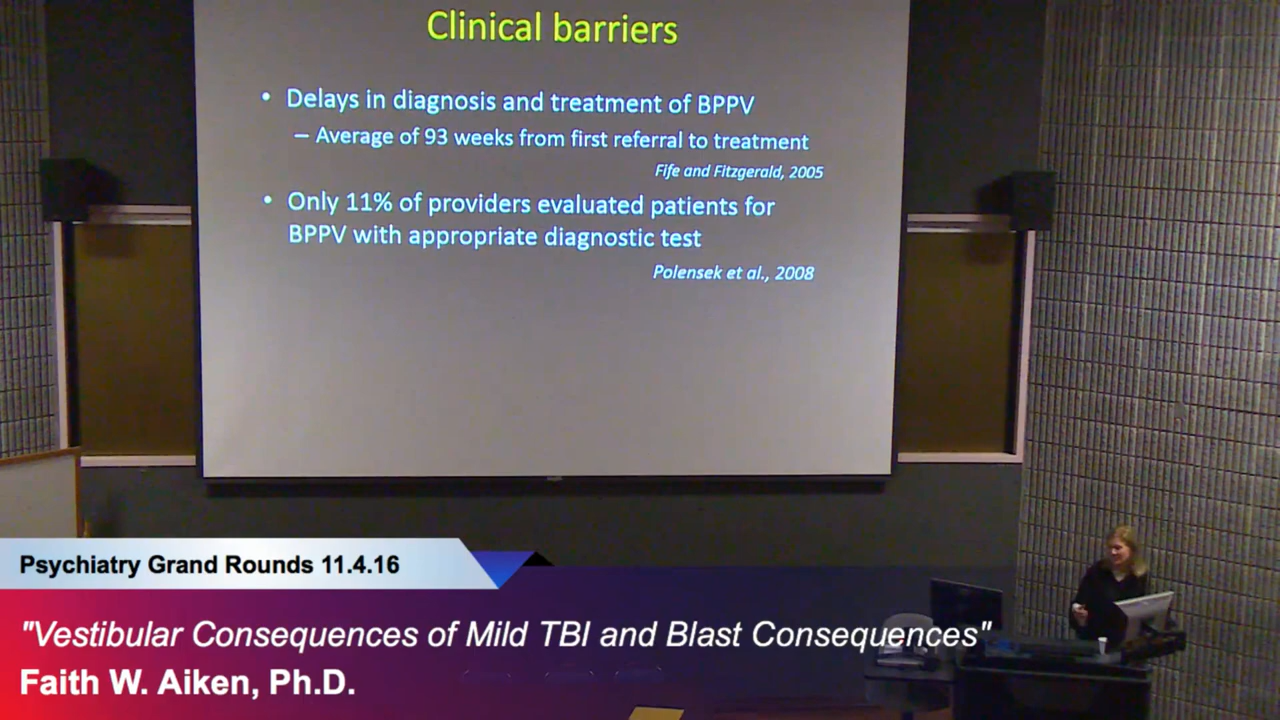 Clinical barriers
• Delays in diagnosis and treatment of BPPV
– Average of 93 weeks from first referral to treatment
Fife and Fitzgerald, 2005
• Only 11% of providers evaluated patients for
BPPV with appropriate diagnostic test
Polensek et al., 2008
Psychiatry Grand Rounds 11.4.16
"Vestibular Consequences of Mild TBI and Blast Consequences"
Faith W. Aiken, Ph.D.